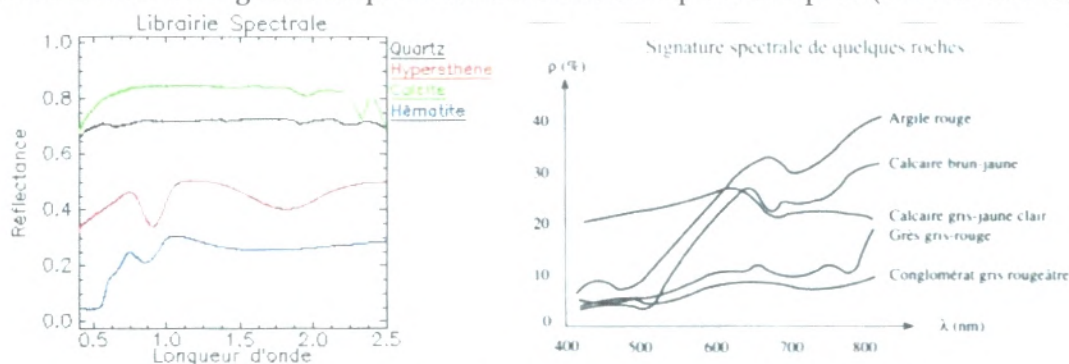 Librairie Spectrale
1.0
0.8
0.6
0.4
0.2
0.0
Réflectance
0.5
1.0
1.5
2.0
2.5
Longueur d'onde
Quartz
Hypersthène
Calcite
Hématite
Signature spectrale de quelques roches
ρ (%)
40
30
20
10
0
400
500
600
700
800
λ (nm)
Argile rouge
Calcaire brun-jaune
Calcaire gris-jaune clair
Grès gris-rouge
Conglomérat gris rougeâtre